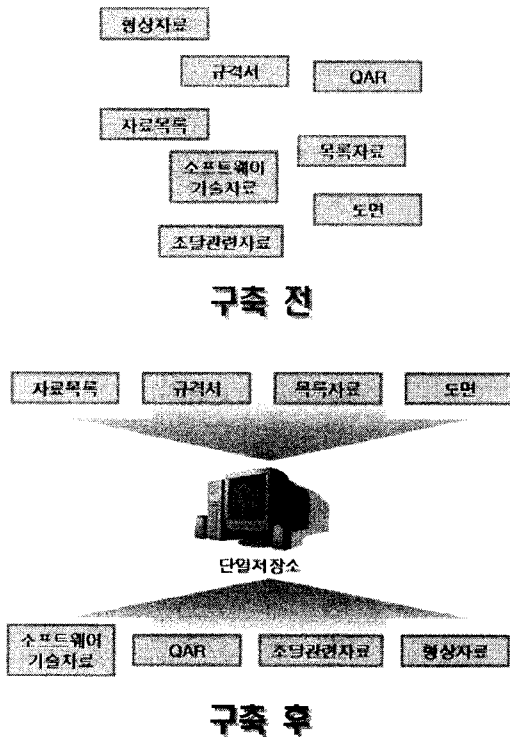 형상자료
규격서
QAR
자료목록
목록자료
소프트웨어
기술자료
도면
조달관련자료
구축 전
자료목록
규격서
목록자료
도면
단일저장소
소프트웨어
기술자료
QAR
조달관련자료
형상자료
구축 후